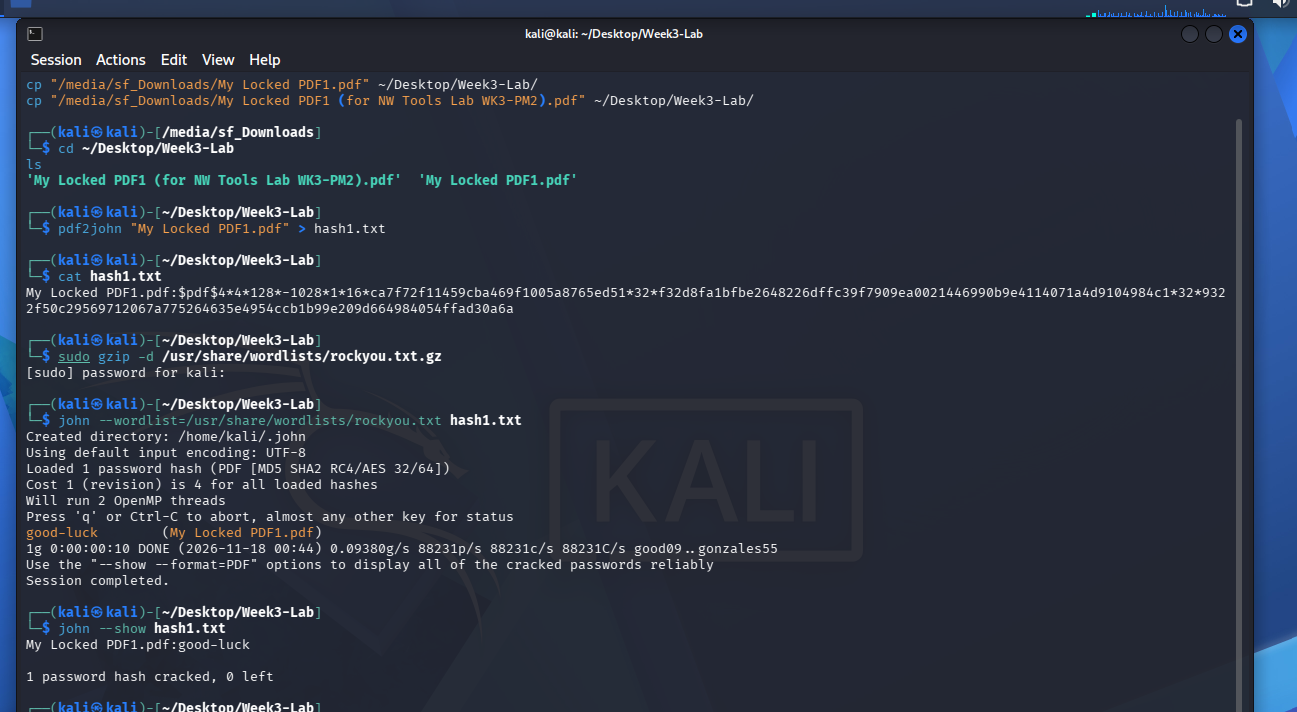 kali@kali: ~/Desktop/Week3-Lab
Session Actions Edit View Help
cp "/media/sf_Downloads/My Locked PDF1.pdf" ~/Desktop/Week3-Lab/
cp "/media/sf_Downloads/My Locked PDF1 (for NW Tools Lab WK3-PM2).pdf" ~/Desktop/Week3-Lab/
┌──(kali㉿kali)-[/media/sf_Downloads]
└─$ cd ~/Desktop/Week3-Lab
ls
'My Locked PDF1 (for NW Tools Lab WK3-PM2).pdf'  'My Locked PDF1.pdf'
┌──(kali㉿kali)-[~/Desktop/Week3-Lab]
└─$ pdf2john "My Locked PDF1.pdf" > hash1.txt
┌──(kali㉿kali)-[~/Desktop/Week3-Lab]
└─$ cat hash1.txt
My Locked PDF1.pdf:$pdf$4*4*128*-1028*1*16*ca7f72f11459cba469f1005a8765ed51*32*f32d8fa1bfbe2648226dffc39f7909ea0021446990b9e4114071a4d9104984c1*32*932
2f50c29569712067a775264635e4954ccb1b99e209d664984054ffad30a6a
┌──(kali㉿kali)-[~/Desktop/Week3-Lab]
└─$ sudo gzip -d /usr/share/wordlists/rockyou.txt.gz
[sudo] password for kali:
┌──(kali㉿kali)-[~/Desktop/Week3-Lab]
└─$ john --wordlist=/usr/share/wordlists/rockyou.txt hash1.txt
Created directory: /home/kali/.john
Using default input encoding: UTF-8
Loaded 1 password hash (PDF [MD5 SHA2 RC4/AES 32/64])
Cost 1 (revision) is 4 for all loaded hashes
Will run 2 OpenMP threads
Press 'q' or Ctrl-C to abort, almost any other key for status
good-luck        (My Locked PDF1.pdf)
1g 0:00:00:10 DONE (2026-11-18 00:44) 0.09380g/s 88231p/s 88231c/s 88231C/s good09..gonzales55
Use the "--show --format=PDF" options to display all of the cracked passwords reliably
Session completed.
┌──(kali㉿kali)-[~/Desktop/Week3-Lab]
└─$ john --show hash1.txt
My Locked PDF1.pdf:good-luck
1 password hash cracked, 0 left
┌──(kali㉿kali)-[~/Desktop/Week3-Lab]
KALI